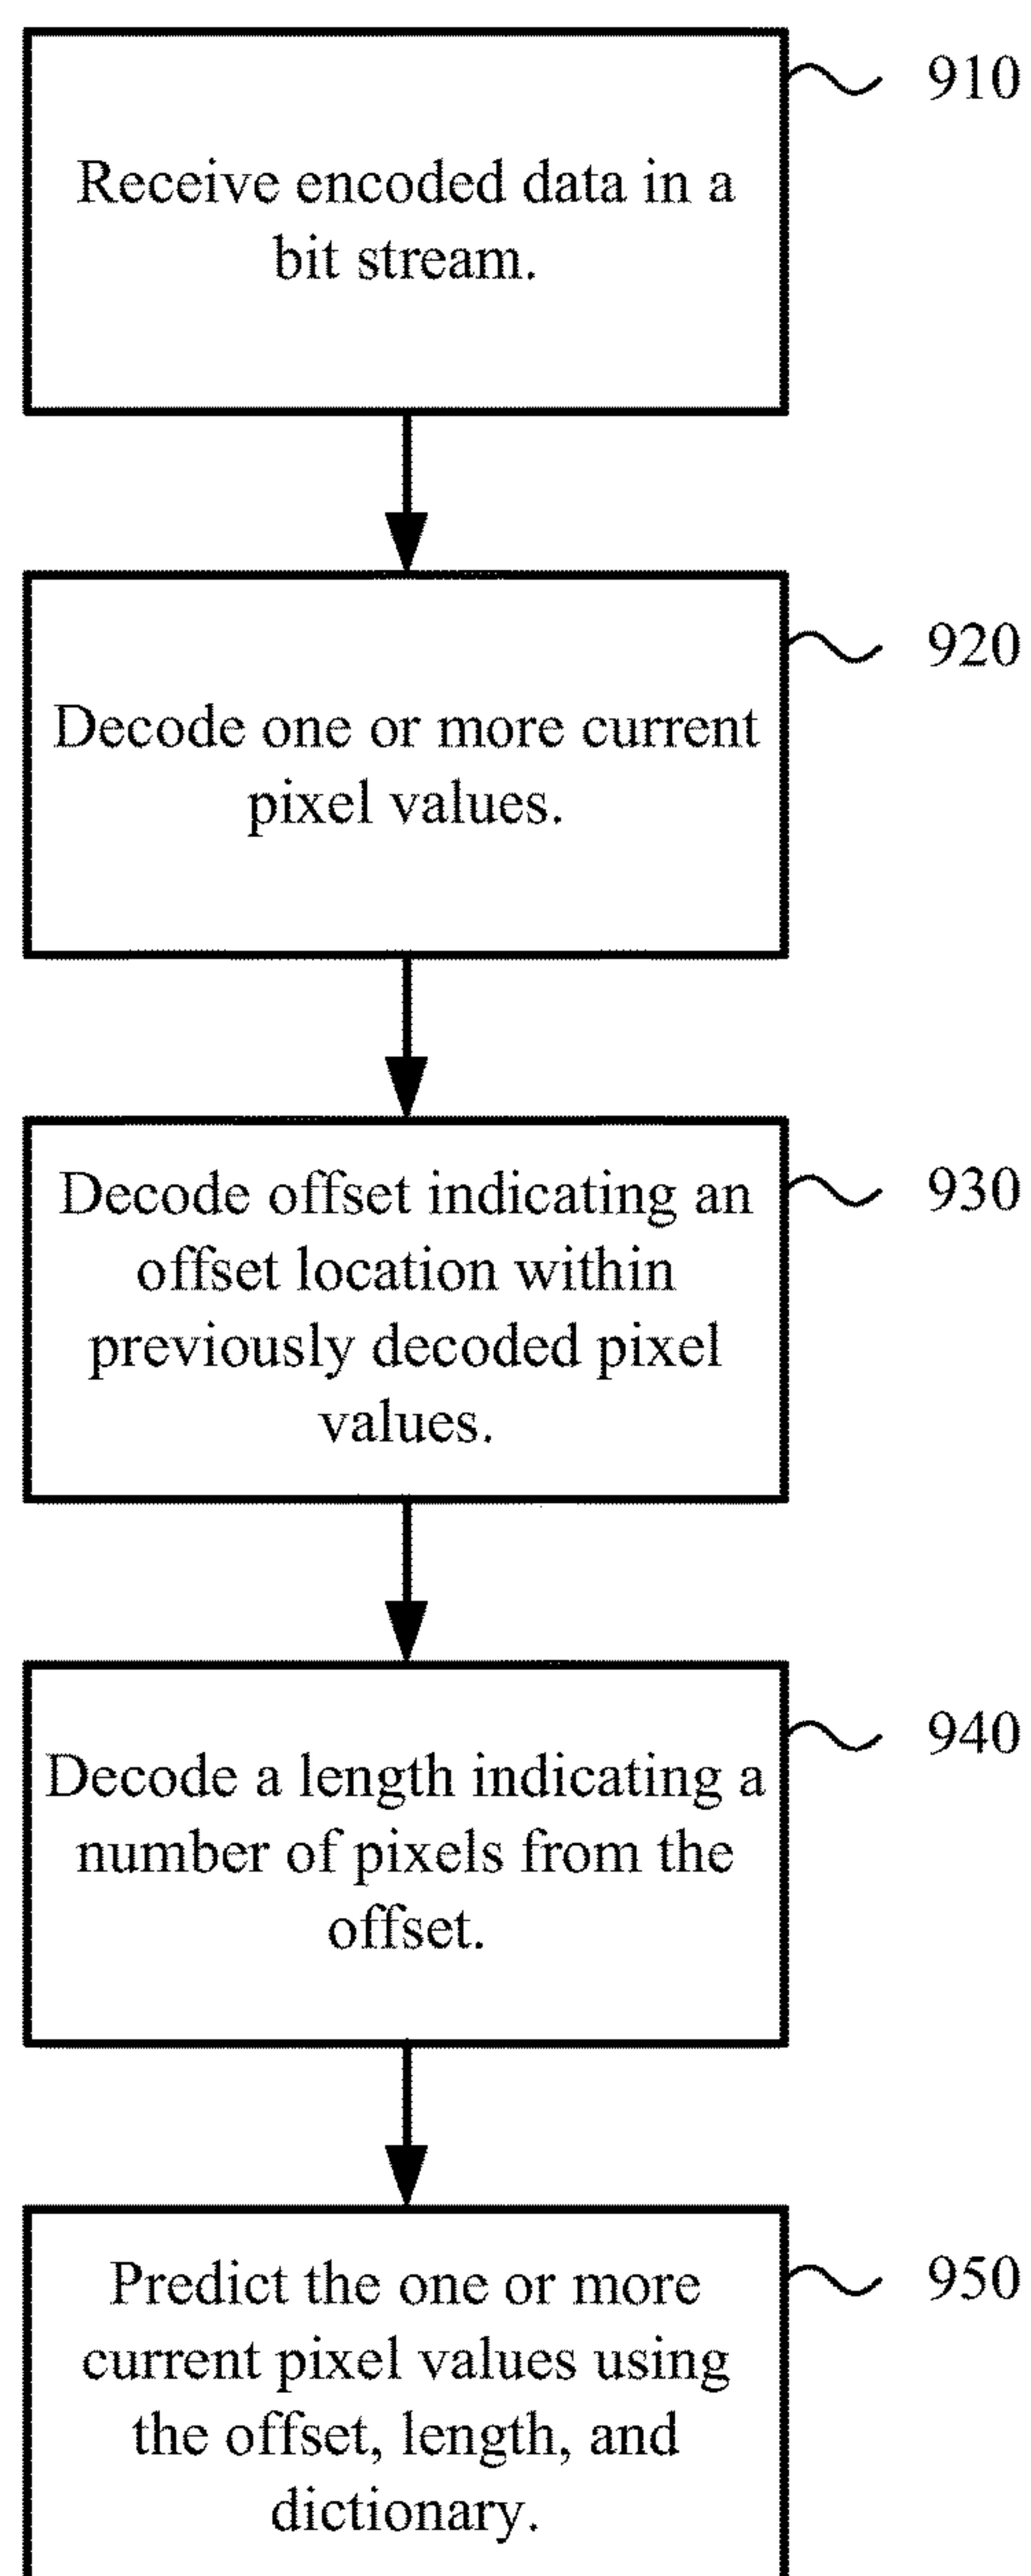 910
Receive encoded data in a
bit stream.
920
Decode one or more current
pixel values.
930
Decode offset indicating an
offset location within
previously decoded pixel
values.
940
Decode a length indicating a
number of pixels from the
offset.
950
Predict the one or more
current pixel values using
the offset, length, and
dictionary.